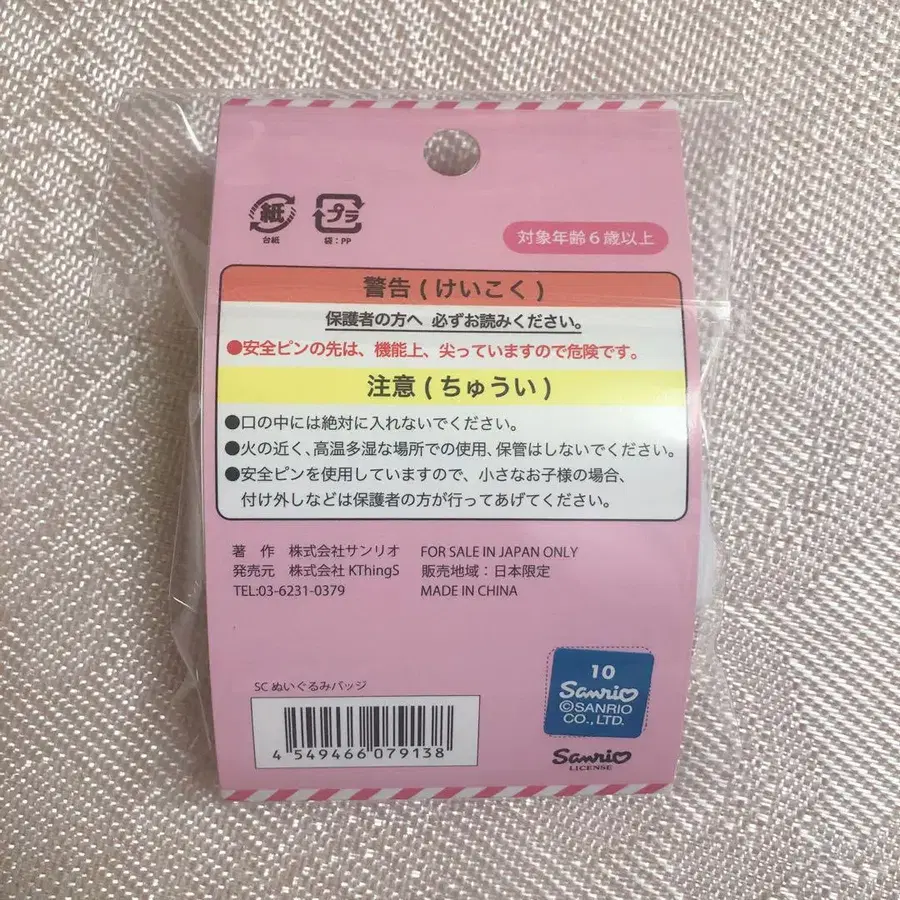 紙
台紙
プラ
袋：PP
対象年齢６歳以上
警告(けいこく)
保護者の方へ 必ずお読みください。
●安全ピンの先は、機能上、尖っていますので危険です。
注意(ちゅうい)
●口の中には絶対に入れないでください。
●火の近く、高温多湿な場所での使用、保管はしないでください。
●安全ピンを使用していますので、小さなお子様の場合、
付け外しなどは保護者の方が行ってあげてください。
著 作 株式会社サンリオ FOR SALE IN JAPAN ONLY
発売元 株式会社 KThingS 販売地域：日本限定
TEL:03-6231-0379 MADE IN CHINA
SC ぬいぐるみバッジ
4 549466 079138
10
Sanrio
©SANRIO
CO.,LTD.
Sanrio
LICENSE